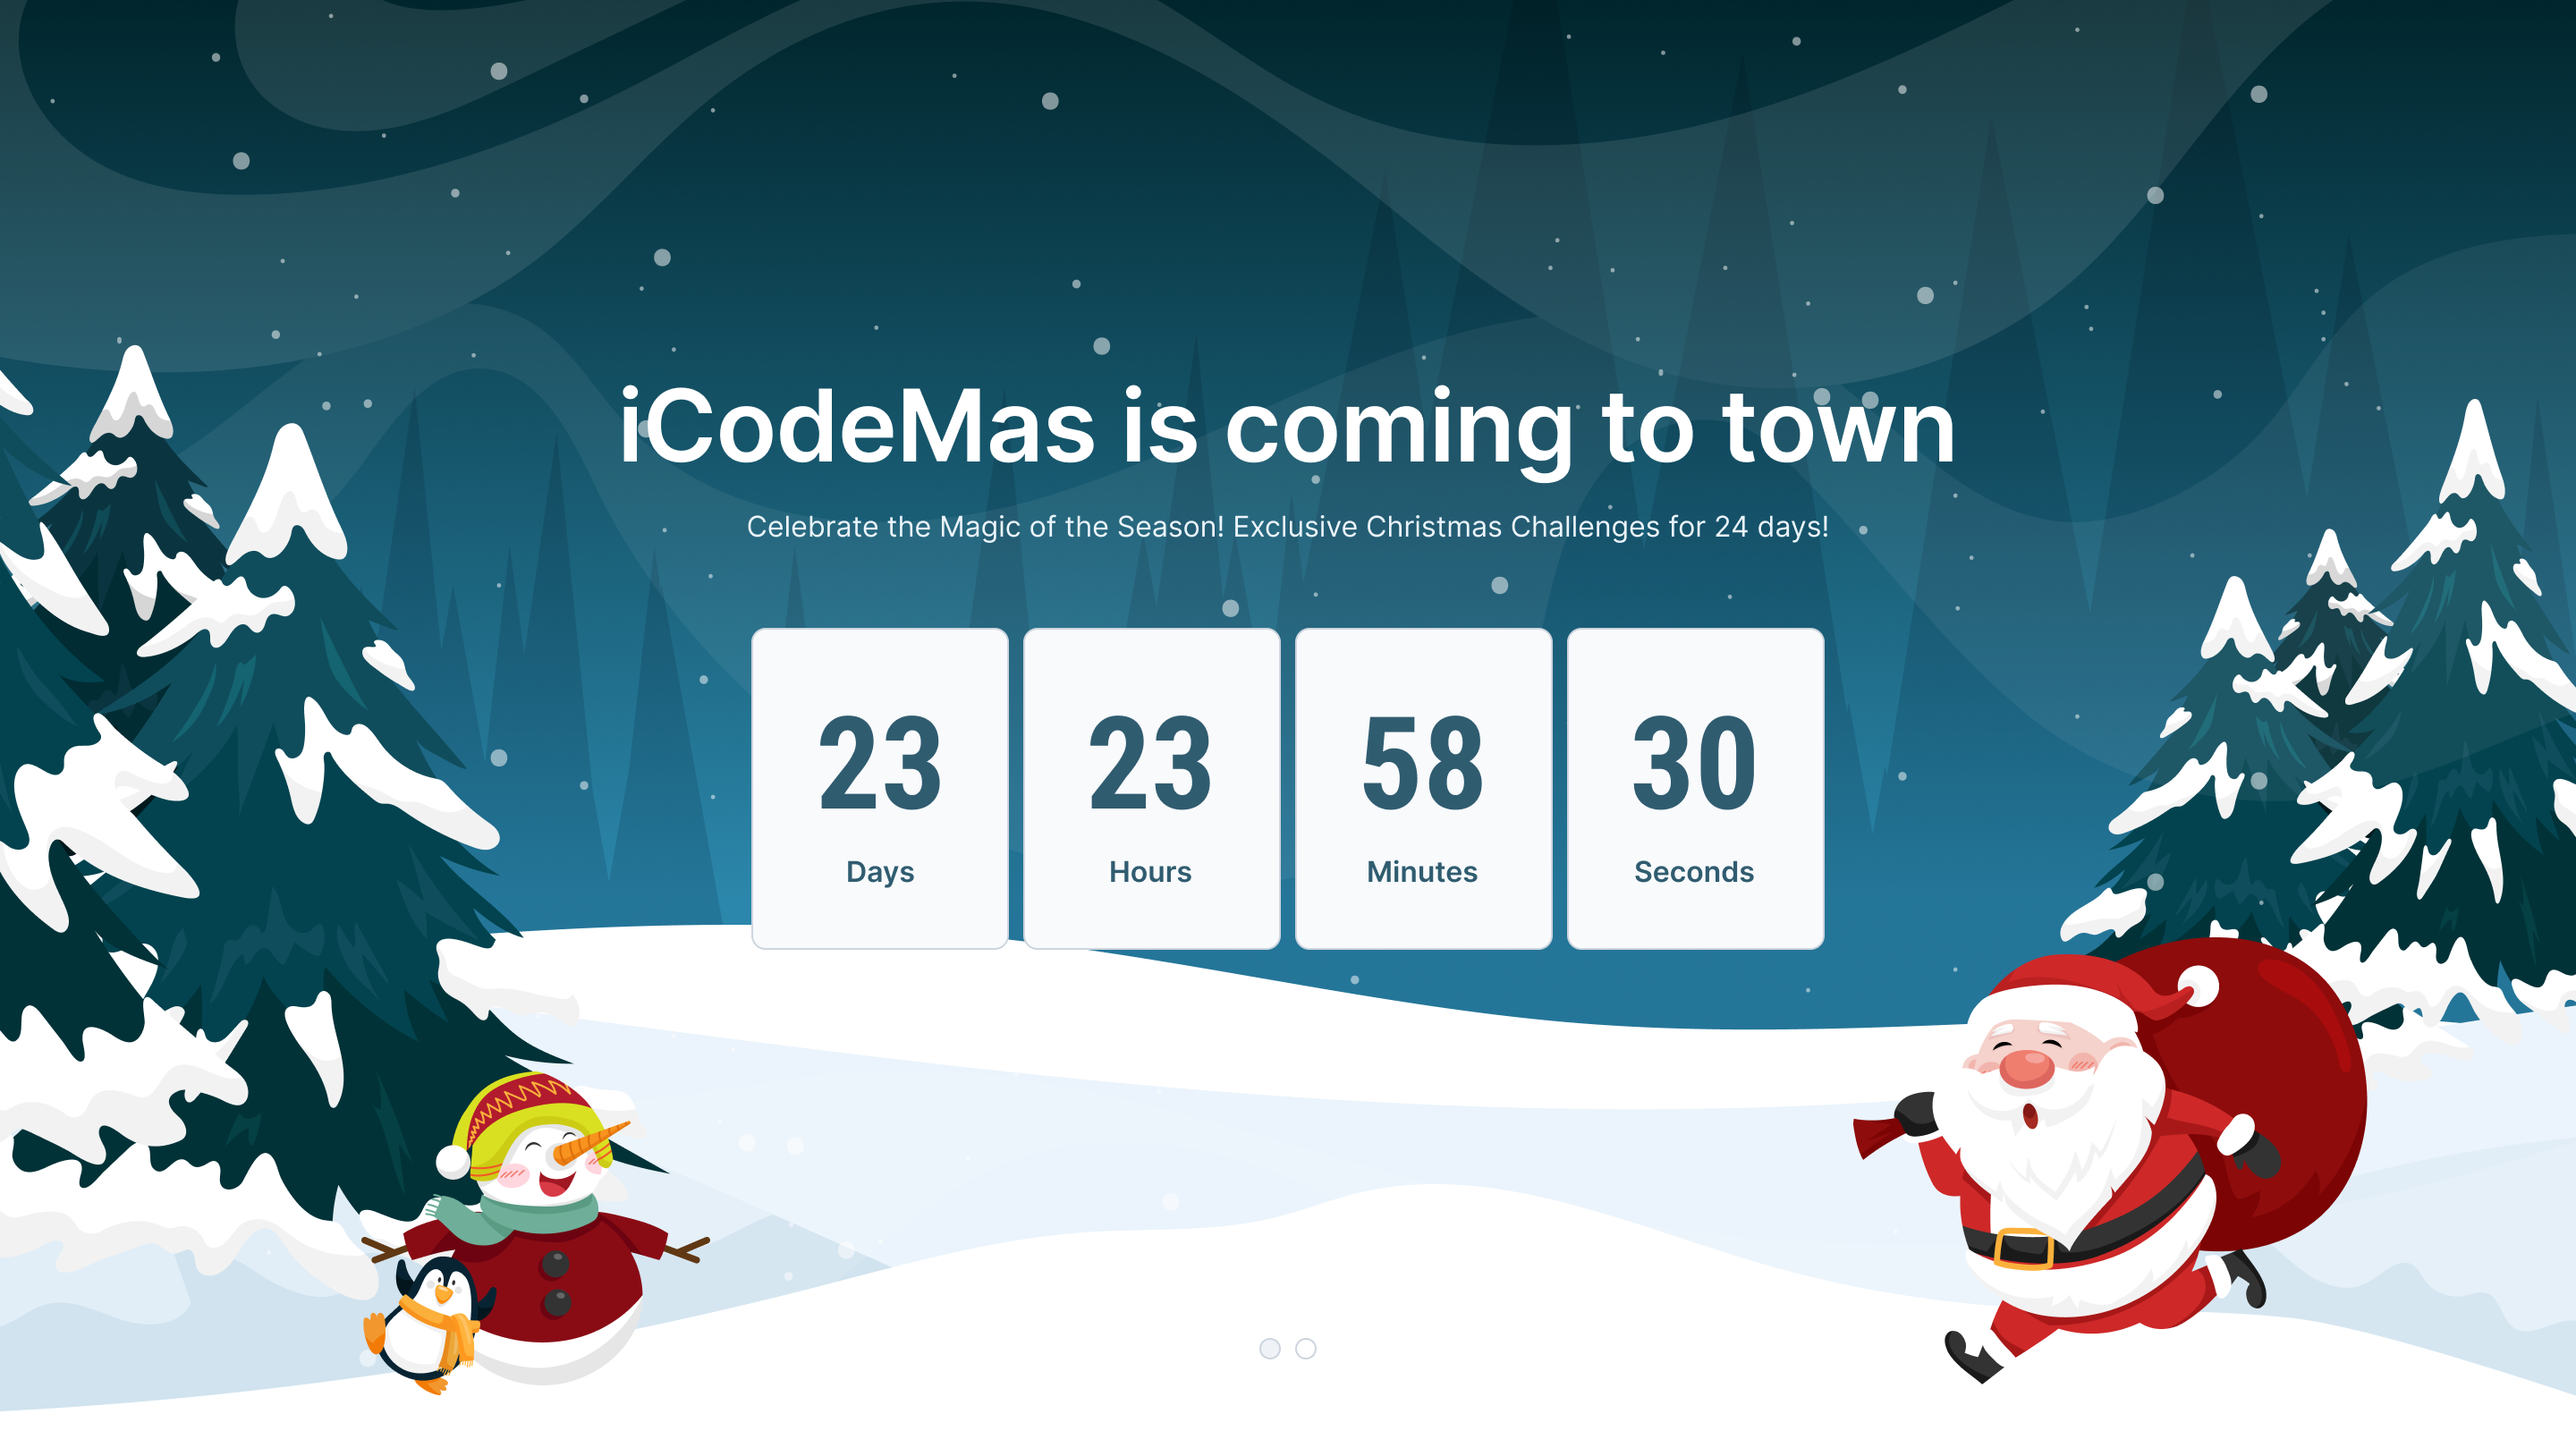 iCodeMas is coming to town
Celebrate the Magic of the Season! Exclusive Christmas Challenges for 24 days!
23 23 58 30
Days Hours Minutes Seconds